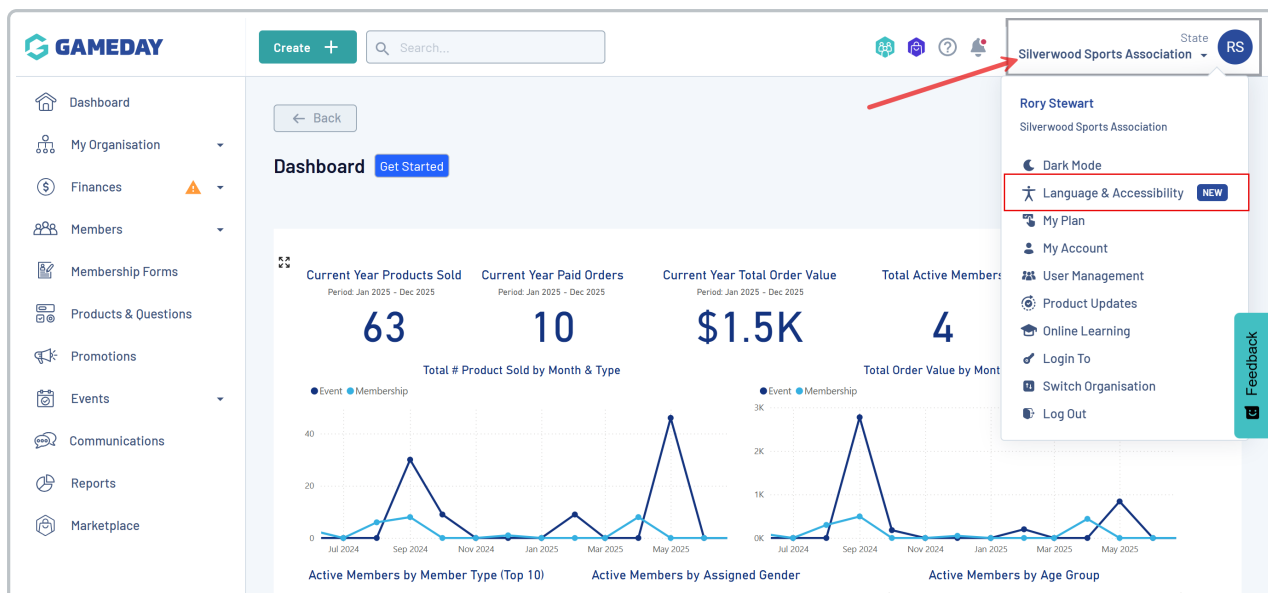 GAMEDAY
Create +
Search...
State
Silverwood Sports Association
RS
Dashboard
My Organisation
Finances
Members
Membership Forms
Products & Questions
Promotions
Events
Communications
Reports
Marketplace
Back
Dashboard
Get Started
Rory Stewart
Silverwood Sports Association
Dark Mode
Language & Accessibility NEW
My Plan
My Account
User Management
Product Updates
Online Learning
Login To
Switch Organisation
Log Out
Feedback
Current Year Products Sold
Period: Jan 2025 - Dec 2025
63
Current Year Paid Orders
Period: Jan 2025 - Dec 2025
10
Current Year Total Order Value
Period: Jan 2025 - Dec 2025
$1.5K
Total Active Members
4
Total # Product Sold by Month & Type
Event Membership
40
20
0
Jul 2024 Sep 2024 Nov 2024 Jan 2025 Mar 2025 May 2025
Total Order Value by Mont
Event Membership
3K
2K
1K
0K
Jul 2024 Sep 2024 Nov 2024 Jan 2025 Mar 2025 May 2025
Active Members by Member Type (Top 10)
Active Members by Assigned Gender
Active Members by Age Group